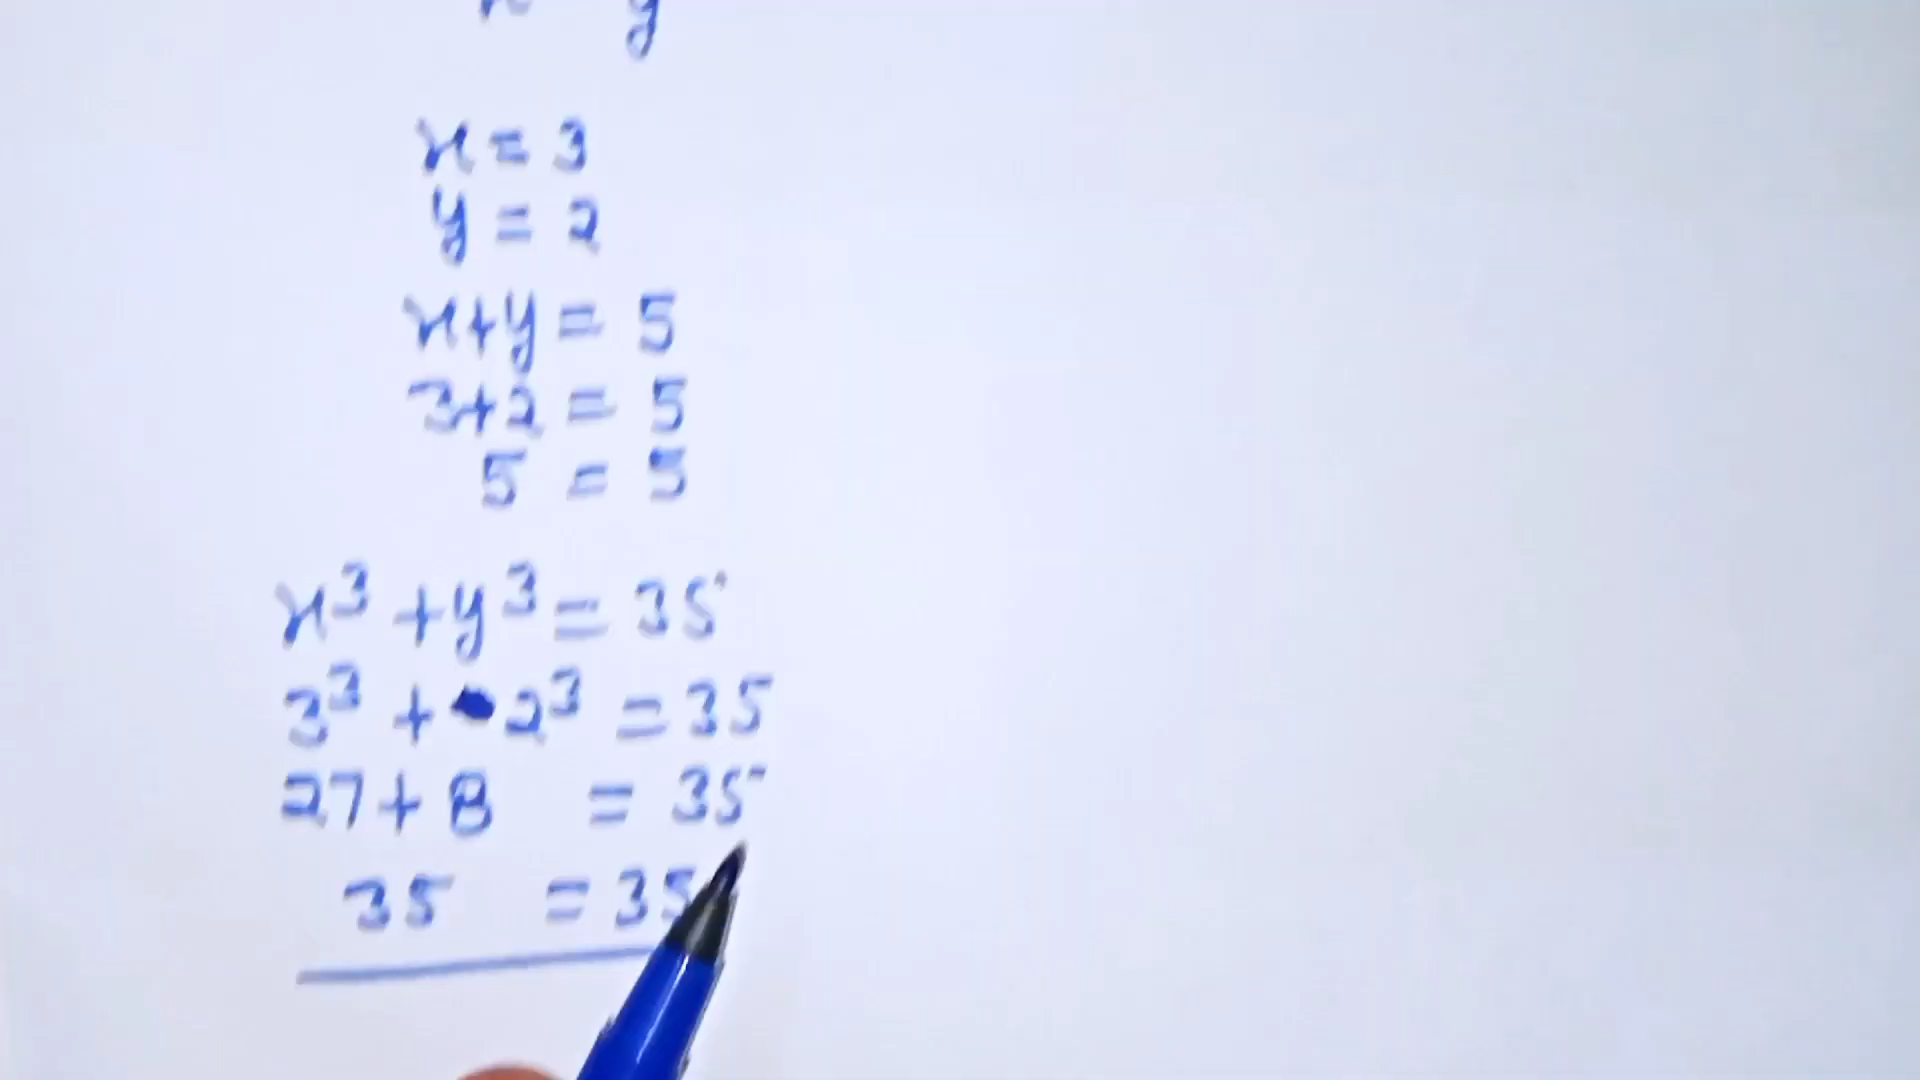 y
x = 3
y = 2
x+y = 5
3+2 = 5
5 = 5
x³ + y³ = 35
3³ + 2³ = 35
27 + 8 = 35
35 = 35